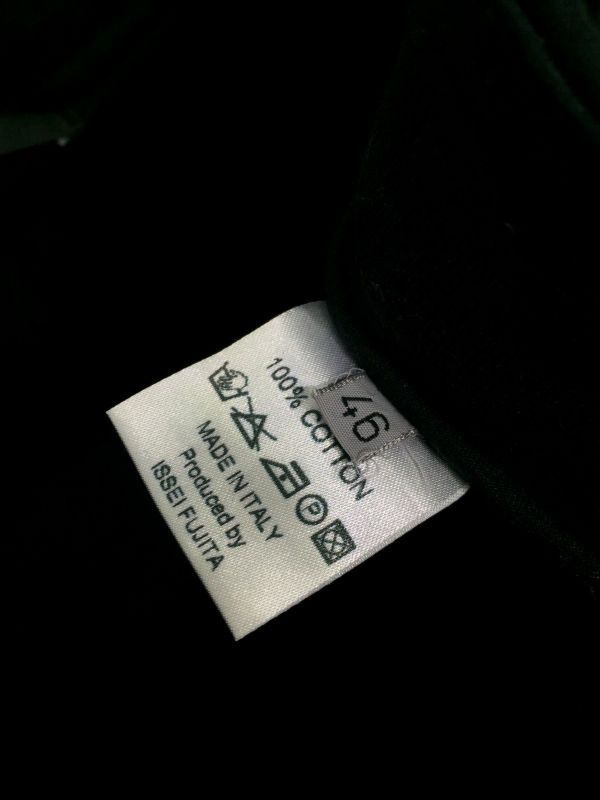 46
100% COTTON
P
MADE IN ITALY
Produced by
ISSEI FUJITA